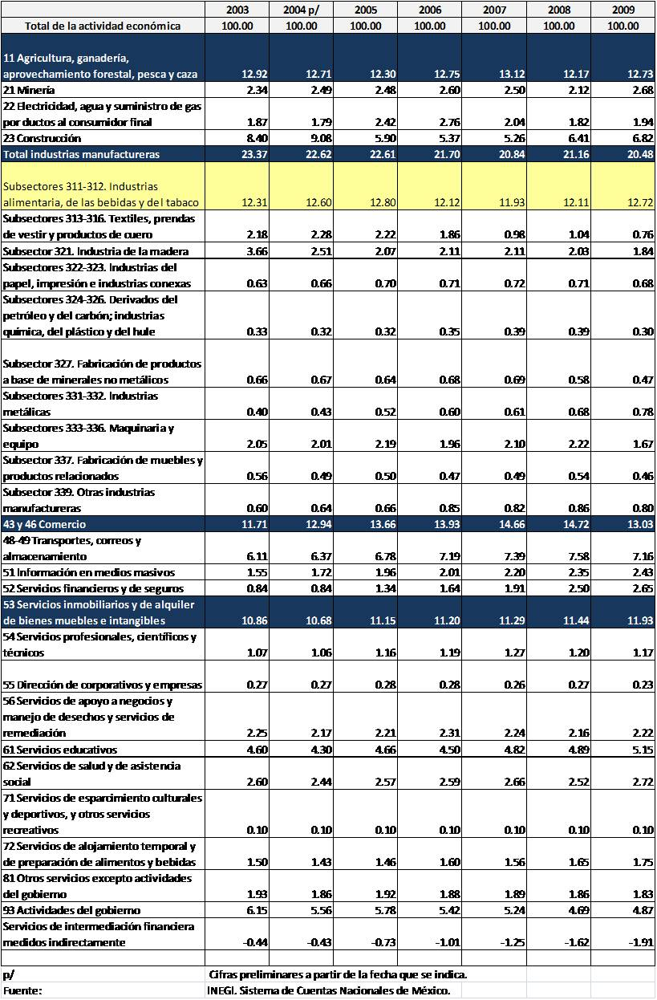 2003 2004 p/ 2005 2006 2007 2008 2009
Total de la actividad económica 100.00 100.00 100.00 100.00 100.00 100.00 100.00
11 Agricultura, ganadería,
aprovechamiento forestal, pesca y caza 12.92 12.71 12.30 12.75 13.12 12.17 12.73
21 Minería 2.34 2.49 2.48 2.60 2.50 2.12 2.68
22 Electricidad, agua y suministro de gas
por ductos al consumidor final 1.87 1.79 2.42 2.76 2.04 1.82 1.94
23 Construcción 8.40 9.08 5.90 5.37 5.26 6.41 6.82
Total industrias manufactureras 23.37 22.62 22.61 21.70 20.84 21.16 20.48
Subsectores 311-312. Industrias
alimentaria, de las bebidas y del tabaco 12.31 12.60 12.80 12.12 11.93 12.11 12.72
Subsectores 313-316. Textiles, prendas
de vestir y productos de cuero 2.18 2.28 2.22 1.86 0.98 1.04 0.76
Subsector 321. Industria de la madera 3.66 2.51 2.07 2.11 2.11 2.03 1.84
Subsectores 322-323. Industrias del
papel, impresión e industrias conexas 0.63 0.66 0.70 0.71 0.72 0.71 0.68
Subsectores 324-326. Derivados del
petróleo y del carbón; industrias
química, del plástico y del hule 0.33 0.32 0.32 0.35 0.39 0.39 0.30
Subsector 327. Fabricación de productos
a base de minerales no metálicos 0.66 0.67 0.64 0.68 0.69 0.58 0.47
Subsectores 331-332. Industrias
metálicas 0.40 0.43 0.52 0.60 0.61 0.68 0.78
Subsectores 333-336. Maquinaria y
equipo 2.05 2.01 2.19 1.96 2.10 2.22 1.67
Subsector 337. Fabricación de muebles y
productos relacionados 0.56 0.49 0.50 0.47 0.49 0.54 0.46
Subsector 339. Otras industrias
manufactureras 0.60 0.64 0.66 0.85 0.82 0.86 0.80
43 y 46 Comercio 11.71 12.94 13.66 13.93 14.66 14.72 13.03
48-49 Transportes, correos y
almacenamiento 6.11 6.37 6.78 7.19 7.39 7.58 7.16
51 Información en medios masivos 1.55 1.72 1.96 2.01 2.20 2.35 2.43
52 Servicios financieros y de seguros 0.84 0.84 1.34 1.64 1.91 2.50 2.65
53 Servicios inmobiliarios y de alquiler
de bienes muebles e intangibles 10.86 10.68 11.15 11.20 11.29 11.44 11.93
54 Servicios profesionales, científicos y
técnicos 1.07 1.06 1.16 1.19 1.27 1.20 1.17
55 Dirección de corporativos y empresas 0.27 0.27 0.28 0.28 0.26 0.27 0.23
56 Servicios de apoyo a negocios y
manejo de desechos y servicios de
remediación 2.25 2.17 2.21 2.31 2.24 2.16 2.22
61 Servicios educativos 4.60 4.30 4.66 4.50 4.82 4.89 5.15
62 Servicios de salud y de asistencia
social 2.60 2.44 2.57 2.59 2.66 2.52 2.72
71 Servicios de esparcimiento culturales
y deportivos, y otros servicios
recreativos 0.10 0.10 0.10 0.10 0.10 0.10 0.10
72 Servicios de alojamiento temporal y
de preparación de alimentos y bebidas 1.50 1.43 1.46 1.60 1.56 1.65 1.75
81 Otros servicios excepto actividades
del gobierno 1.93 1.86 1.92 1.88 1.89 1.86 1.83
93 Actividades del gobierno 6.15 5.56 5.78 5.42 5.24 4.69 4.87
Servicios de intermediación financiera
medidos indirectamente -0.44 -0.43 -0.73 -1.01 -1.25 -1.62 -1.91
p/ Cifras preliminares a partir de la fecha que se indica.
Fuente: INEGI. Sistema de Cuentas Nacionales de México.